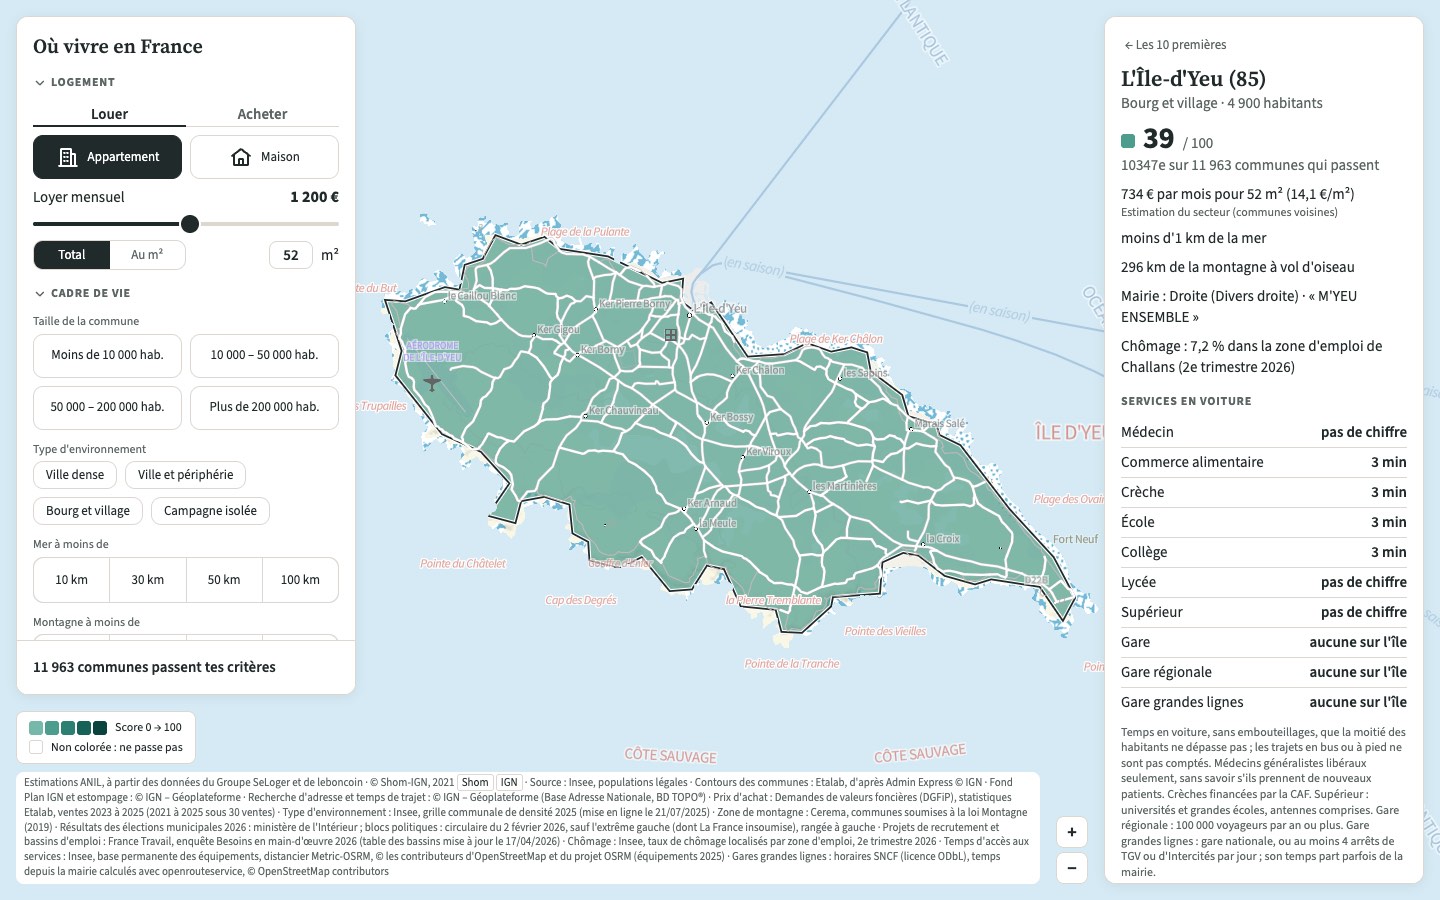 Où vivre en France
LOGEMENT
Louer
Acheter
Appartement
Maison
Loyer mensuel
1 200 €
Total
Au m²
52
m²
CADRE DE VIE
Taille de la commune
Moins de 10 000 hab.
10 000 – 50 000 hab.
50 000 – 200 000 hab.
Plus de 200 000 hab.
Type d'environnement
Ville dense
Ville et périphérie
Bourg et village
Campagne isolée
Mer à moins de
10 km
30 km
50 km
100 km
Montagne à moins de
11 963 communes passent tes critères
Score 0 → 100
Non colorée : ne passe pas
LANTIQUE
(en saison)
(en saison)
Plage de la Pulante
te du But
le Caillou Blanc
Ker Pierre Borny
L'Île-d'Yeu
Ker Gigou
Plage de Ker Châlon
AÉRODROME
DE L'ÎLE-D'YEU
Ker Borny
Ker Châlon
les Sapins
s Trupailles
Ker Chauvineau
Ker Bossy
Marais Salé
ÎLE D'YEU
Ker Viroux
les Martinières
Ker Arnaud
la Meule
la Croix
Fort Neuf
D22B
Pointe du Châtelet
Cap des Degrés
la Pierre Tremblante
Pointe des Vieilles
Pointe de la Tranche
CÔTE SAUVAGE
CÔTE SAUVAGE
Estimations ANIL, à partir des données du Groupe SeLoger et de leboncoin · © Shom-IGN, 2021 Shom IGN · Source : Insee, populations légales · Contours des communes : Etalab, d'après Admin Express © IGN · Fond
Plan IGN et estompage : © IGN – Géoplateforme · Recherche d'adresse et temps de trajet : © IGN – Géoplateforme (Base Adresse Nationale, BD TOPO®) · Prix d'achat : Demandes de valeurs foncières (DGFiP), statistiques
Etalab, ventes 2023 à 2025 (2021 à 2025 sous 30 ventes) · Type d'environnement : Insee, grille communale de densité 2025 (mise en ligne le 21/07/2025) · Zone de montagne : Cerema, communes soumises à la loi Montagne
(2019) · Résultats des élections municipales 2026 : ministère de l'Intérieur ; blocs politiques : circulaire du 2 février 2026, sauf l'extrême gauche (dont La France insoumise), rangée à gauche · Projets de recrutement et
bassins d'emploi : France Travail, enquête Besoins en main-d'œuvre 2026 (table des bassins mise à jour le 17/04/2026) · Chômage : Insee, taux de chômage localisés par zone d'emploi, 2e trimestre 2026 · Temps d'accès aux
services : Insee, base permanente des équipements, distancier Metric-OSRM, © les contributeurs d'OpenStreetMap et du projet OSRM (équipements 2025) · Gares grandes lignes : horaires SNCF (licence ODbL), temps
depuis la mairie calculés avec openrouteservice, © OpenStreetMap contributors
+
−
← Les 10 premières
L'Île-d'Yeu (85)
Bourg et village · 4 900 habitants
39 / 100
10347e sur 11 963 communes qui passent
734 € par mois pour 52 m² (14,1 €/m²)
Estimation du secteur (communes voisines)
moins d'1 km de la mer
296 km de la montagne à vol d'oiseau
Mairie : Droite (Divers droite) · « M'YEU
ENSEMBLE »
Chômage : 7,2 % dans la zone d'emploi de
Challans (2e trimestre 2026)
SERVICES EN VOITURE
Médecin pas de chiffre
Commerce alimentaire 3 min
Crèche 3 min
École 3 min
Collège 3 min
Lycée pas de chiffre
Supérieur pas de chiffre
Gare aucune sur l'île
Gare régionale aucune sur l'île
Gare grandes lignes aucune sur l'île
Temps en voiture, sans embouteillages, que la moitié des
habitants ne dépasse pas ; les trajets en bus ou à pied ne
sont pas comptés. Médecins généralistes libéraux
seulement, sans savoir s'ils prennent de nouveaux
patients. Crèches financées par la CAF. Supérieur :
universités et grandes écoles, antennes comprises. Gare
régionale : 100 000 voyageurs par an ou plus. Gare
grandes lignes : gare nationale, ou au moins 4 arrêts de
TGV ou d'Intercités par jour ; son temps part parfois de la
mairie.